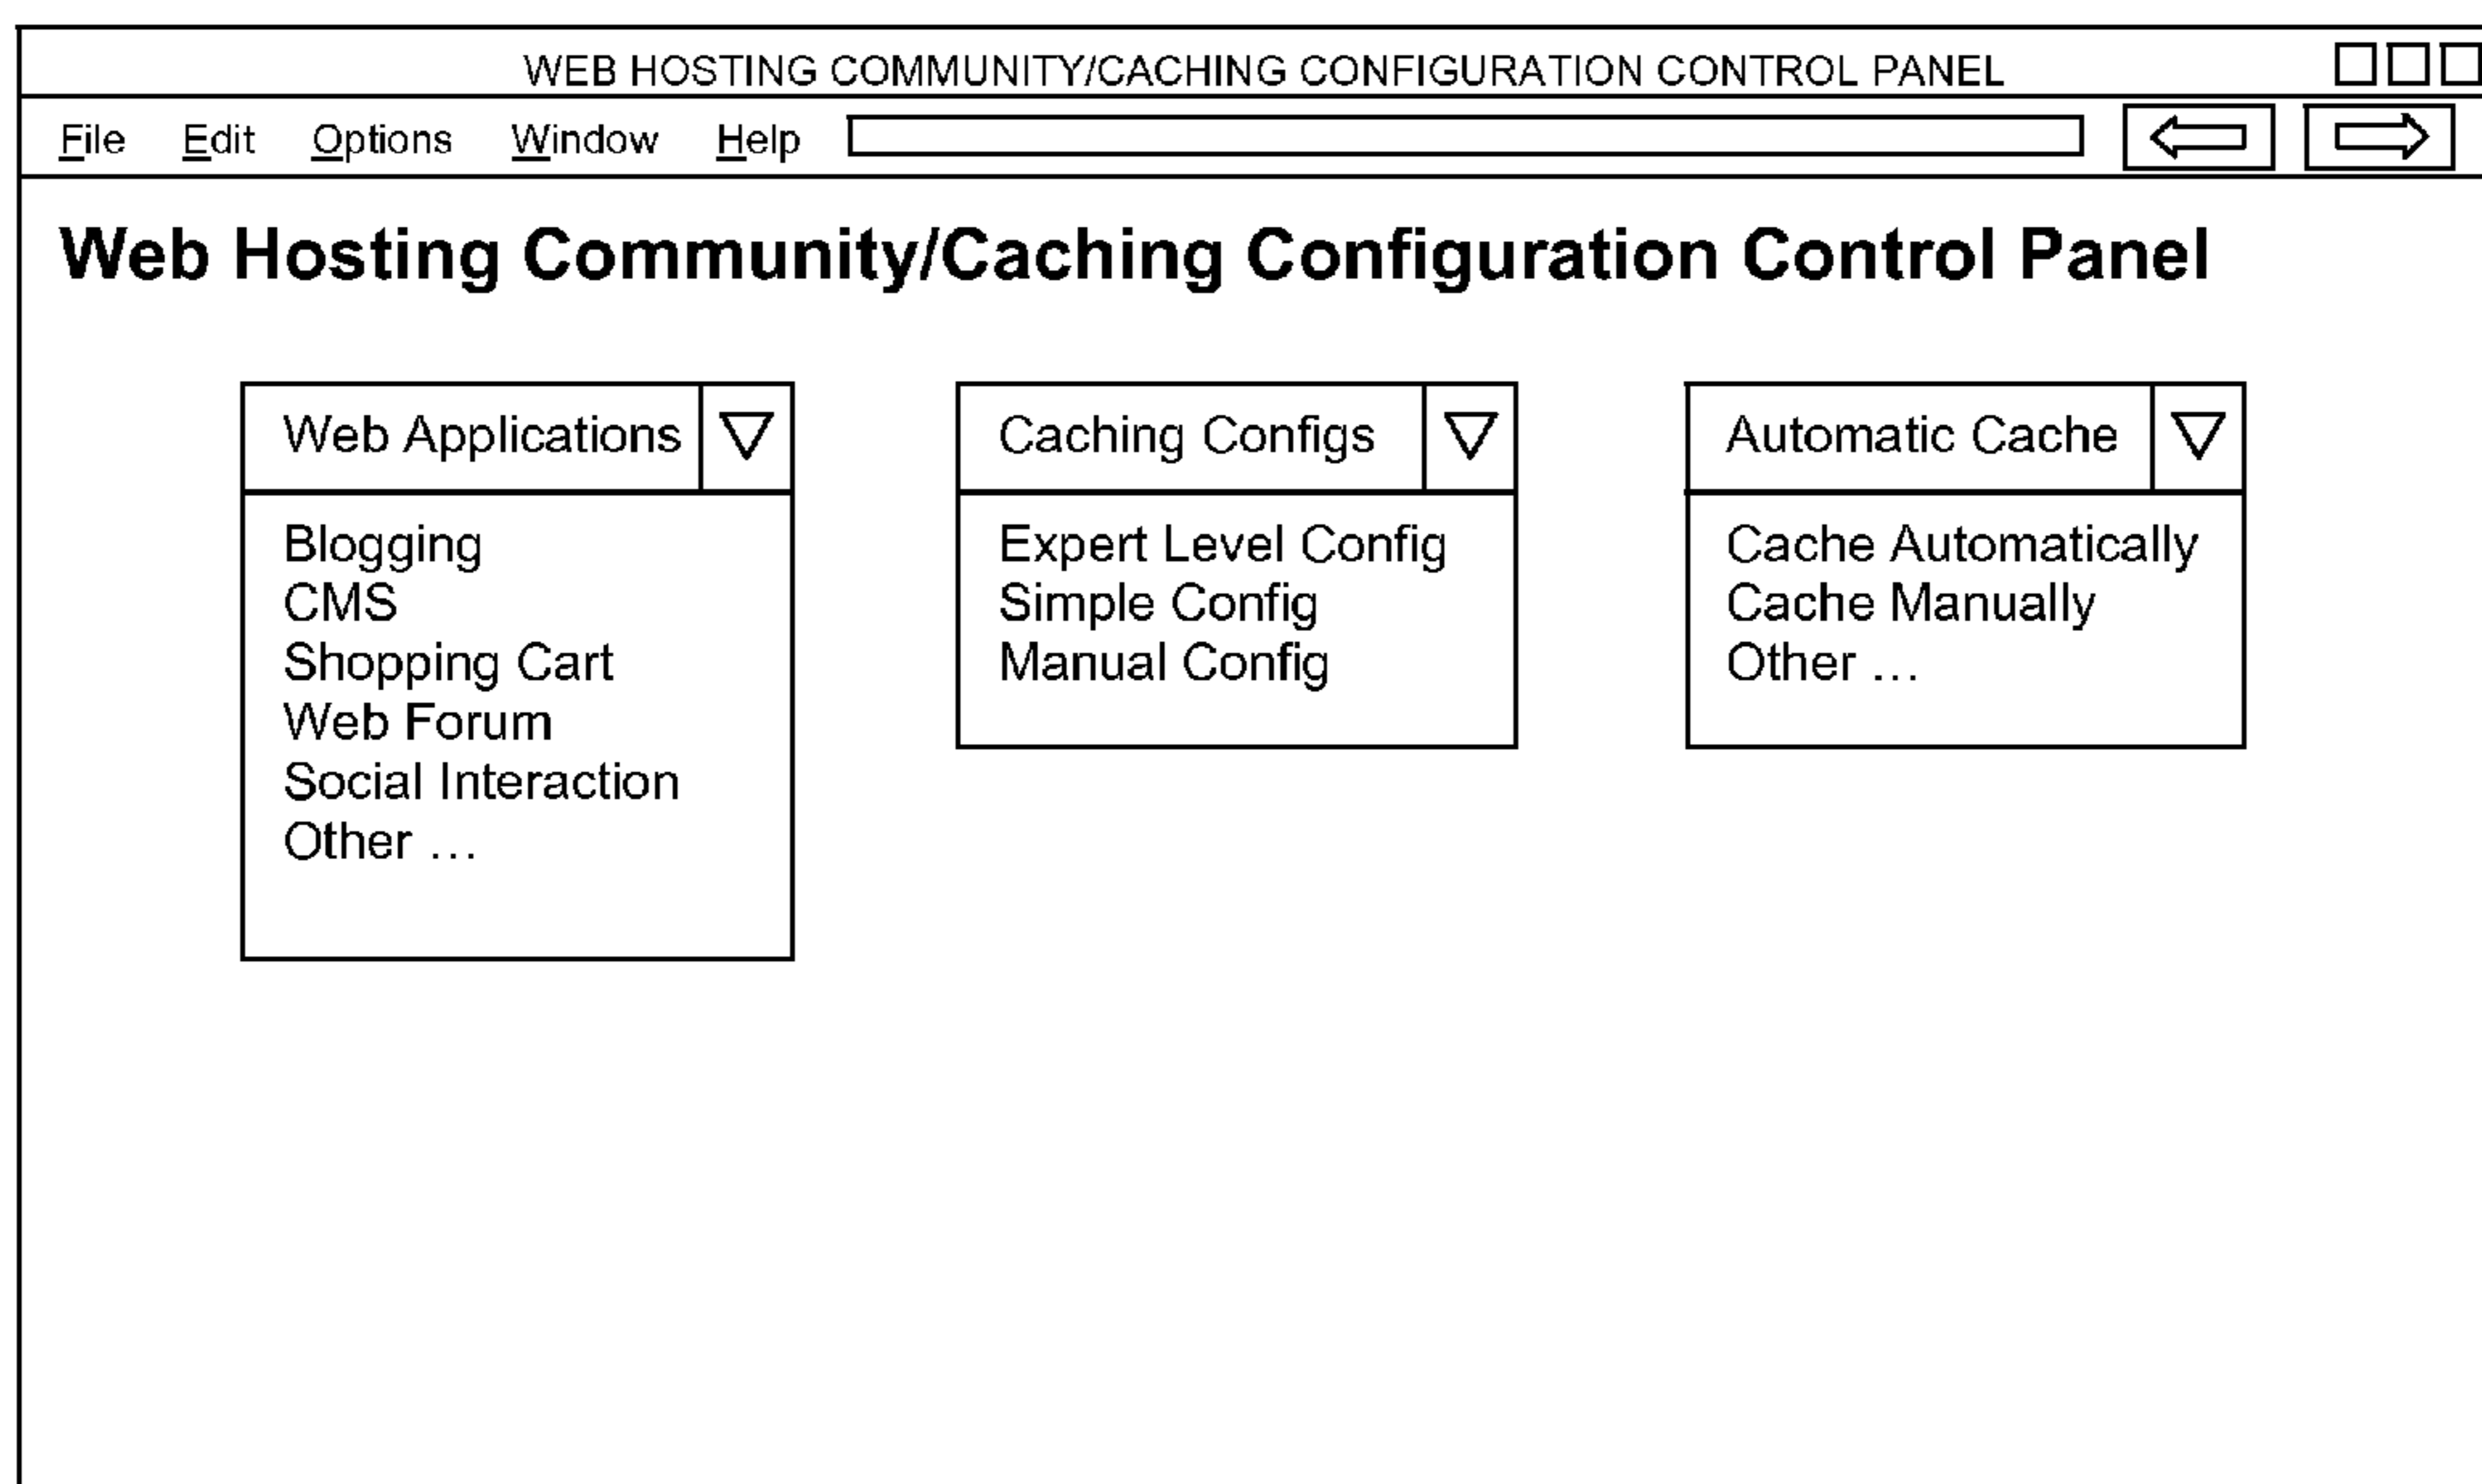 WEB HOSTING COMMUNITY/CACHING CONFIGURATION CONTROL PANEL
File Edit Options Window Help
Web Hosting Community/Caching Configuration Control Panel
Web Applications
Blogging
CMS
Shopping Cart
Web Forum
Social Interaction
Other ...
Caching Configs
Expert Level Config
Simple Config
Manual Config
Automatic Cache
Cache Automatically
Cache Manually
Other ...